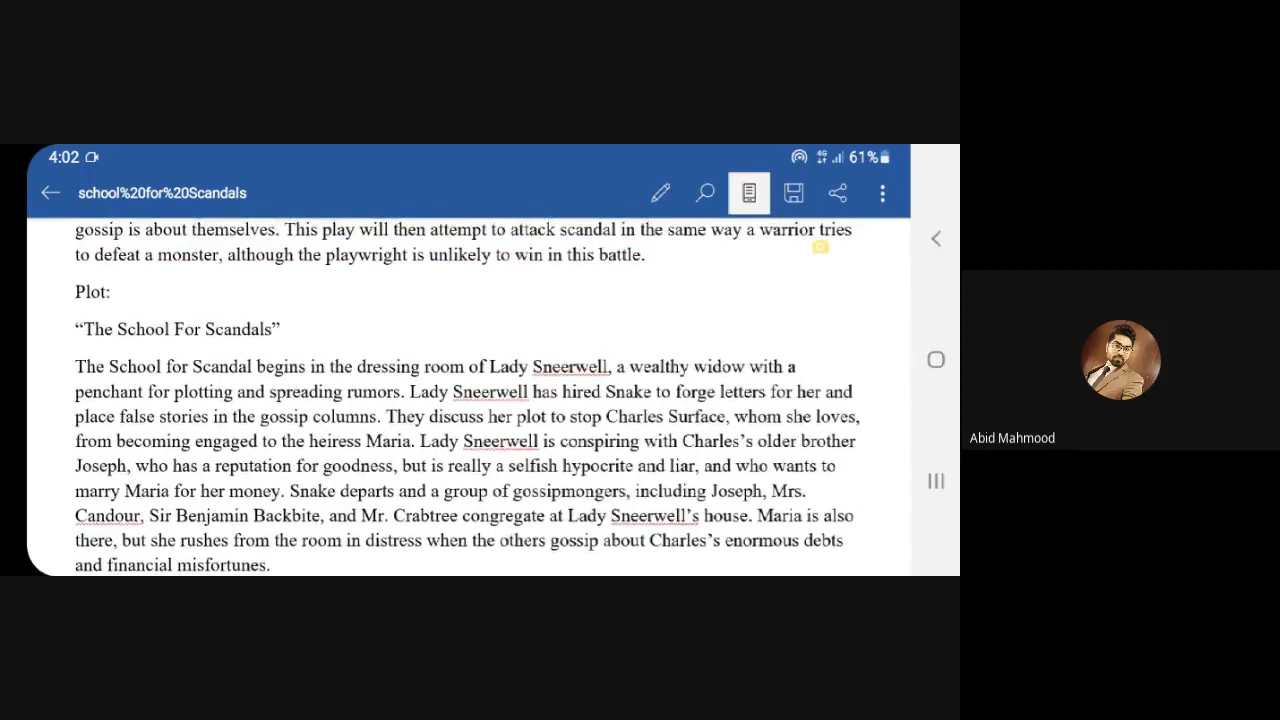 4:02
4G 61%
school%20for%20Scandals
gossip is about themselves. This play will then attempt to attack scandal in the same way a warrior tries
to defeat a monster, although the playwright is unlikely to win in this battle.
Plot:
“The School For Scandals”
The School for Scandal begins in the dressing room of Lady Sneerwell, a wealthy widow with a
penchant for plotting and spreading rumors. Lady Sneerwell has hired Snake to forge letters for her and
place false stories in the gossip columns. They discuss her plot to stop Charles Surface, whom she loves,
from becoming engaged to the heiress Maria. Lady Sneerwell is conspiring with Charles’s older brother
Joseph, who has a reputation for goodness, but is really a selfish hypocrite and liar, and who wants to
marry Maria for her money. Snake departs and a group of gossipmongers, including Joseph, Mrs.
Candour, Sir Benjamin Backbite, and Mr. Crabtree congregate at Lady Sneerwell’s house. Maria is also
there, but she rushes from the room in distress when the others gossip about Charles’s enormous debts
and financial misfortunes.
Abid Mahmood